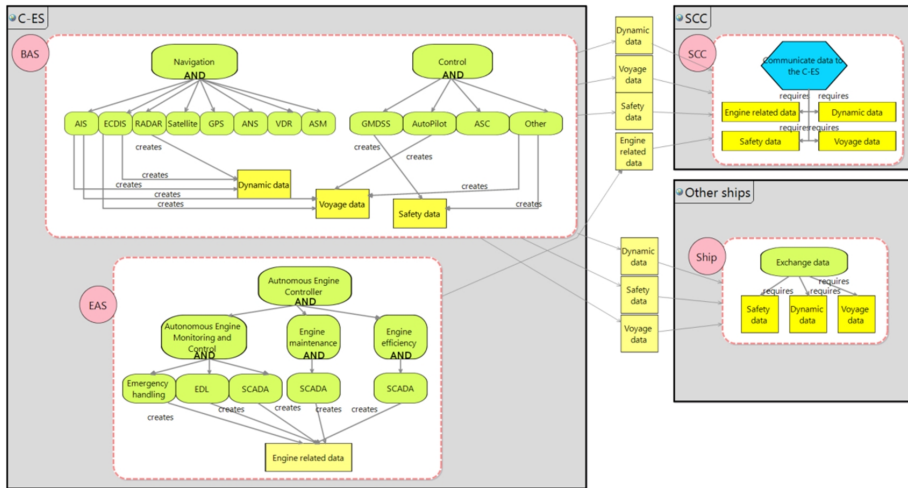 C-ES
BAS
Navigation
AND
Control
AND
AIS
ECDIS
RADAR
Satellite
GPS
ANS
VDR
ASM
GMDSS
AutoPilot
ASC
Other
creates
creates
creates
creates
creates
creates
creates
creates
Dynamic data
Voyage data
Safety data
EAS
Autonomous Engine
Controller
AND
Autonomous Engine
Monitoring and
Control
AND
Engine
maintenance
AND
Engine
efficiency
AND
Emergency
handling
EDL
SCADA
SCADA
SCADA
creates
creates
creates
creates
creates
Engine related data
Dynamic
data
Voyage
data
Safety
data
Engine
related
data
Dynamic
data
Safety
data
Voyage
data
SCC
SCC
Communicate data to
the C-ES
requires
requires
Engine related data
Dynamic data
requires
requires
Safety data
Voyage data
Other ships
Ship
Exchange data
requires
requires
requires
Safety
data
Dynamic
data
Voyage
data